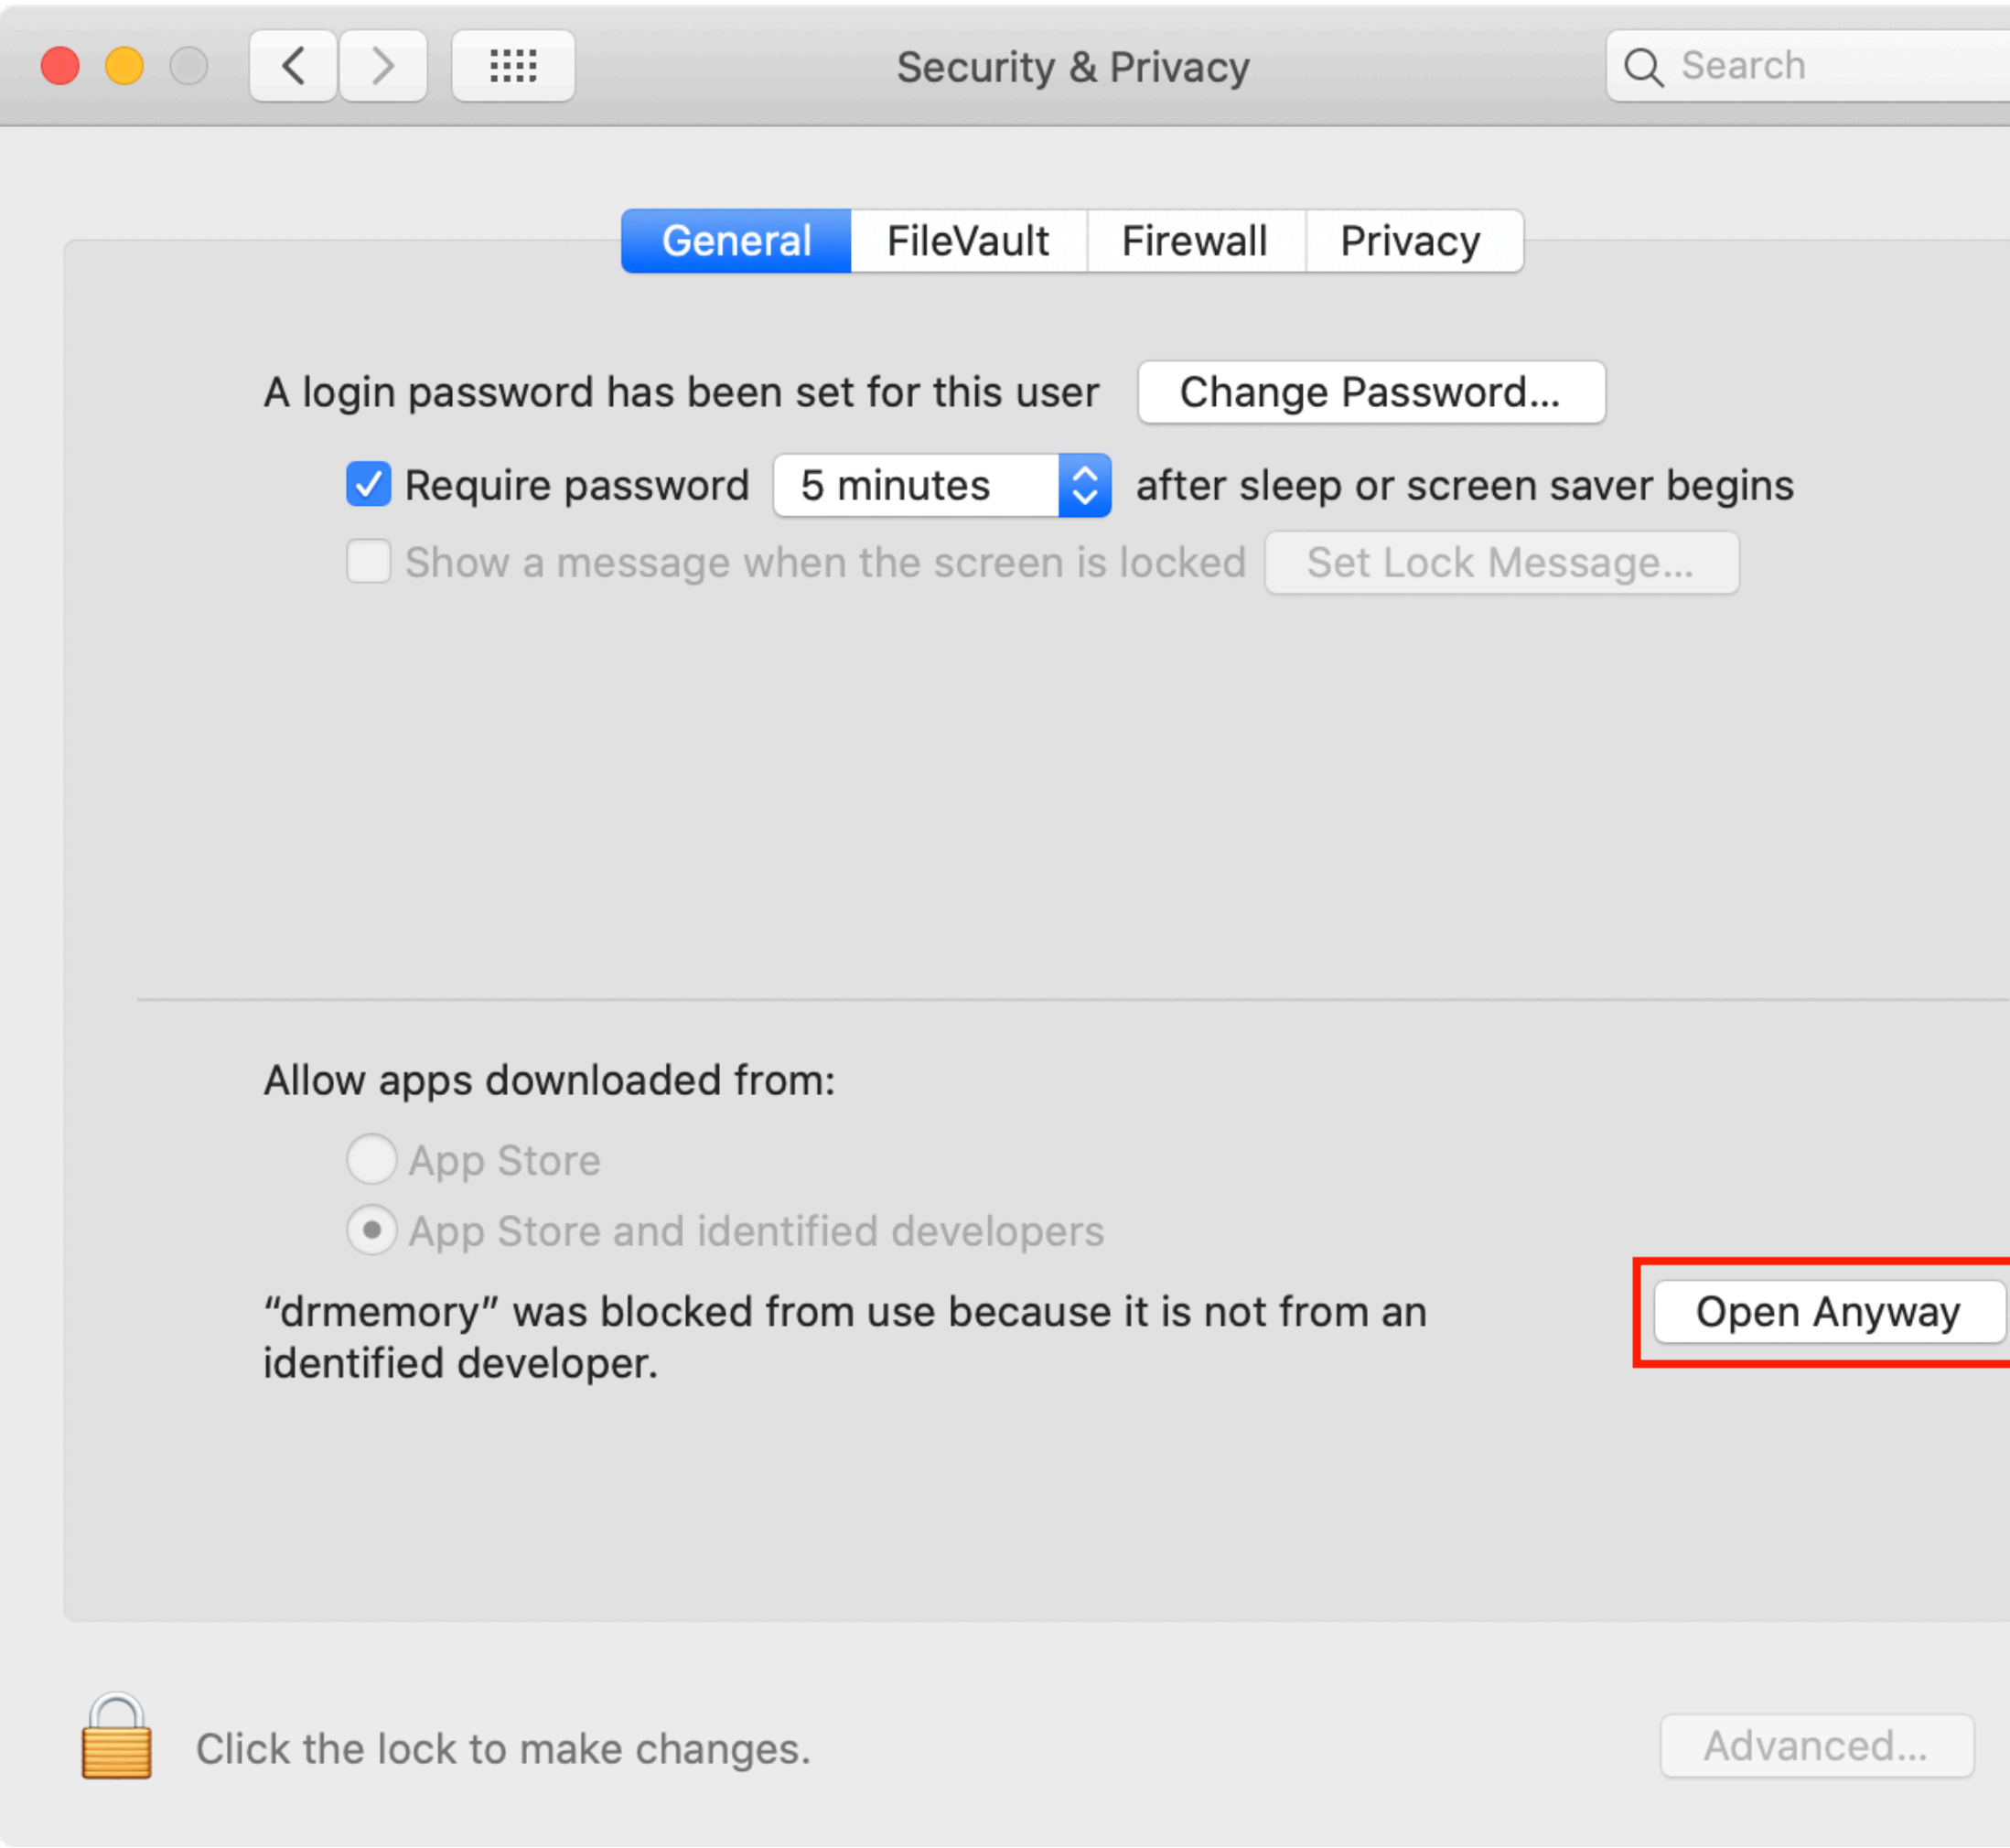 Security & Privacy
Search
General FileVault Firewall Privacy
A login password has been set for this user Change Password...
Require password 5 minutes after sleep or screen saver begins
Show a message when the screen is locked Set Lock Message...
Allow apps downloaded from:
App Store
App Store and identified developers
“drmemory” was blocked from use because it is not from an
identified developer.
Open Anyway
Click the lock to make changes.
Advanced...